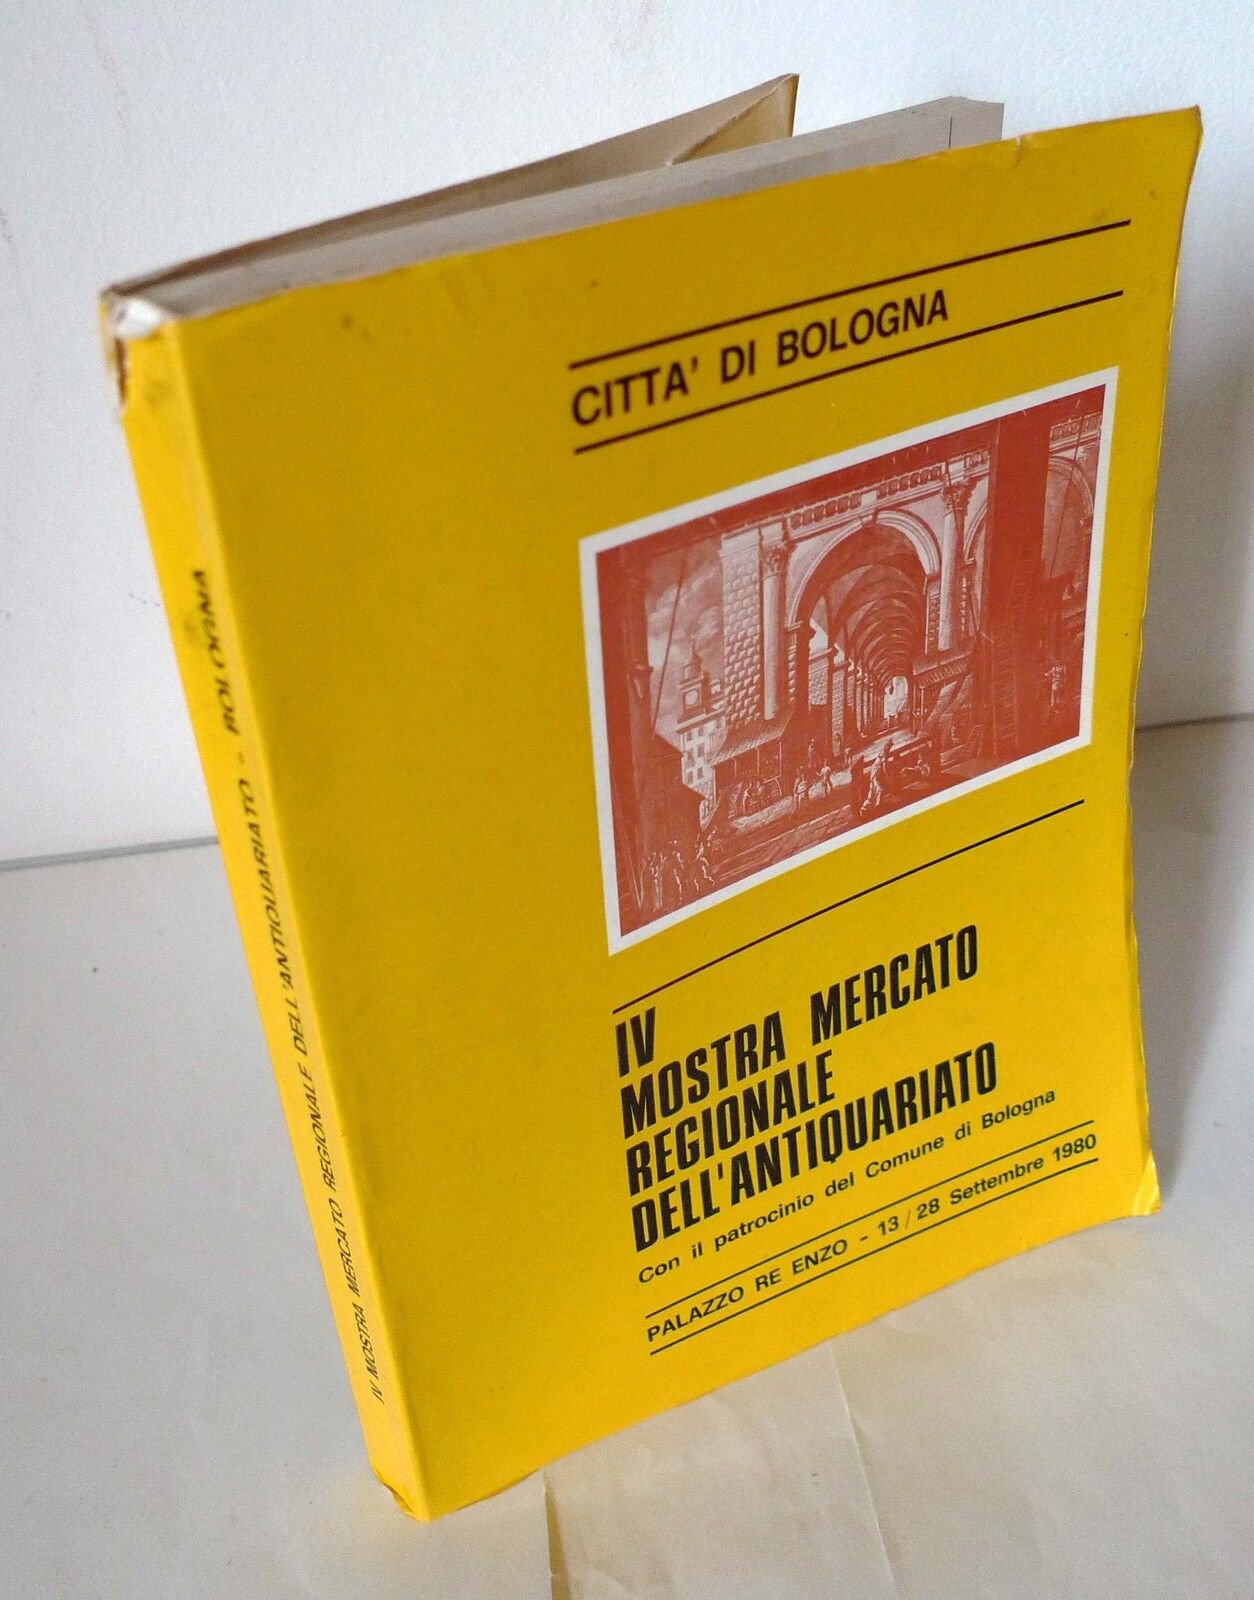 CITTA' DI BOLOGNA
IV
MOSTRA MERCATO
REGIONALE
DELL'ANTIQUARIATO
Con il patrocinio del Comune di Bologna
PALAZZO RE ENZO - 13/28 Settembre 1980
IV MOSTRA MERCATO REGIONALE DELL'ANTIQUARIATO - BOLOGNA